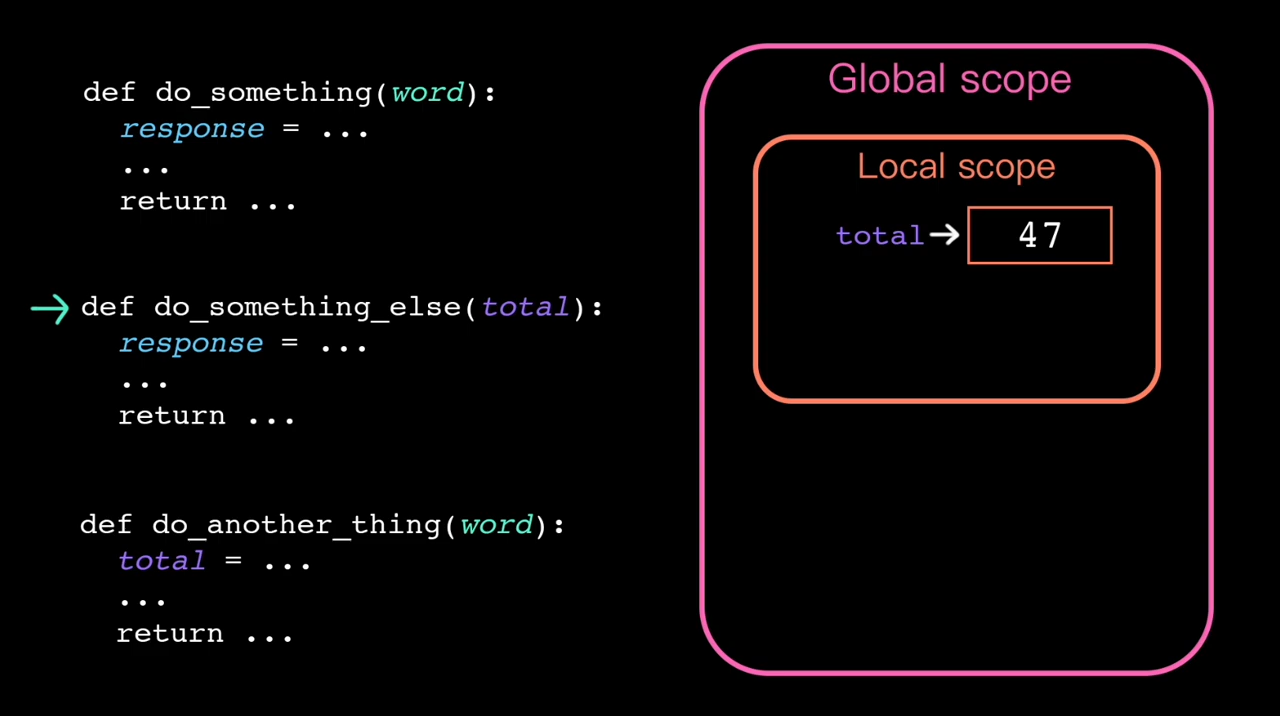 def do_something(word):
response = ...
...
return ...
def do_something_else(total):
response = ...
...
return ...
def do_another_thing(word):
total = ...
...
return ...
Global scope
Local scope
total → 47